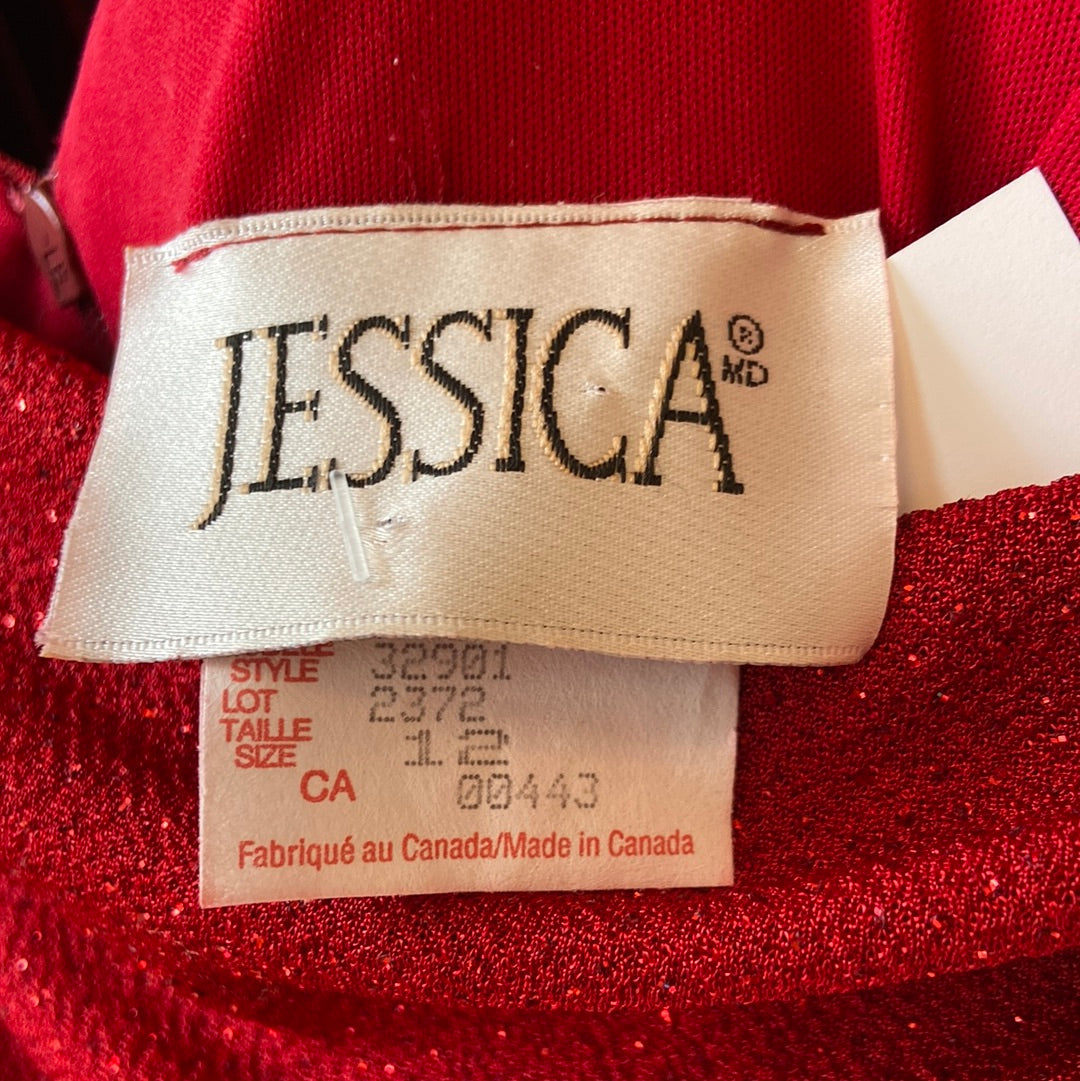 JESSICA ® MD
STYLE 32901
LOT 2372
TAILLE
SIZE 12
CA 00443
Fabriqué au Canada/Made in Canada